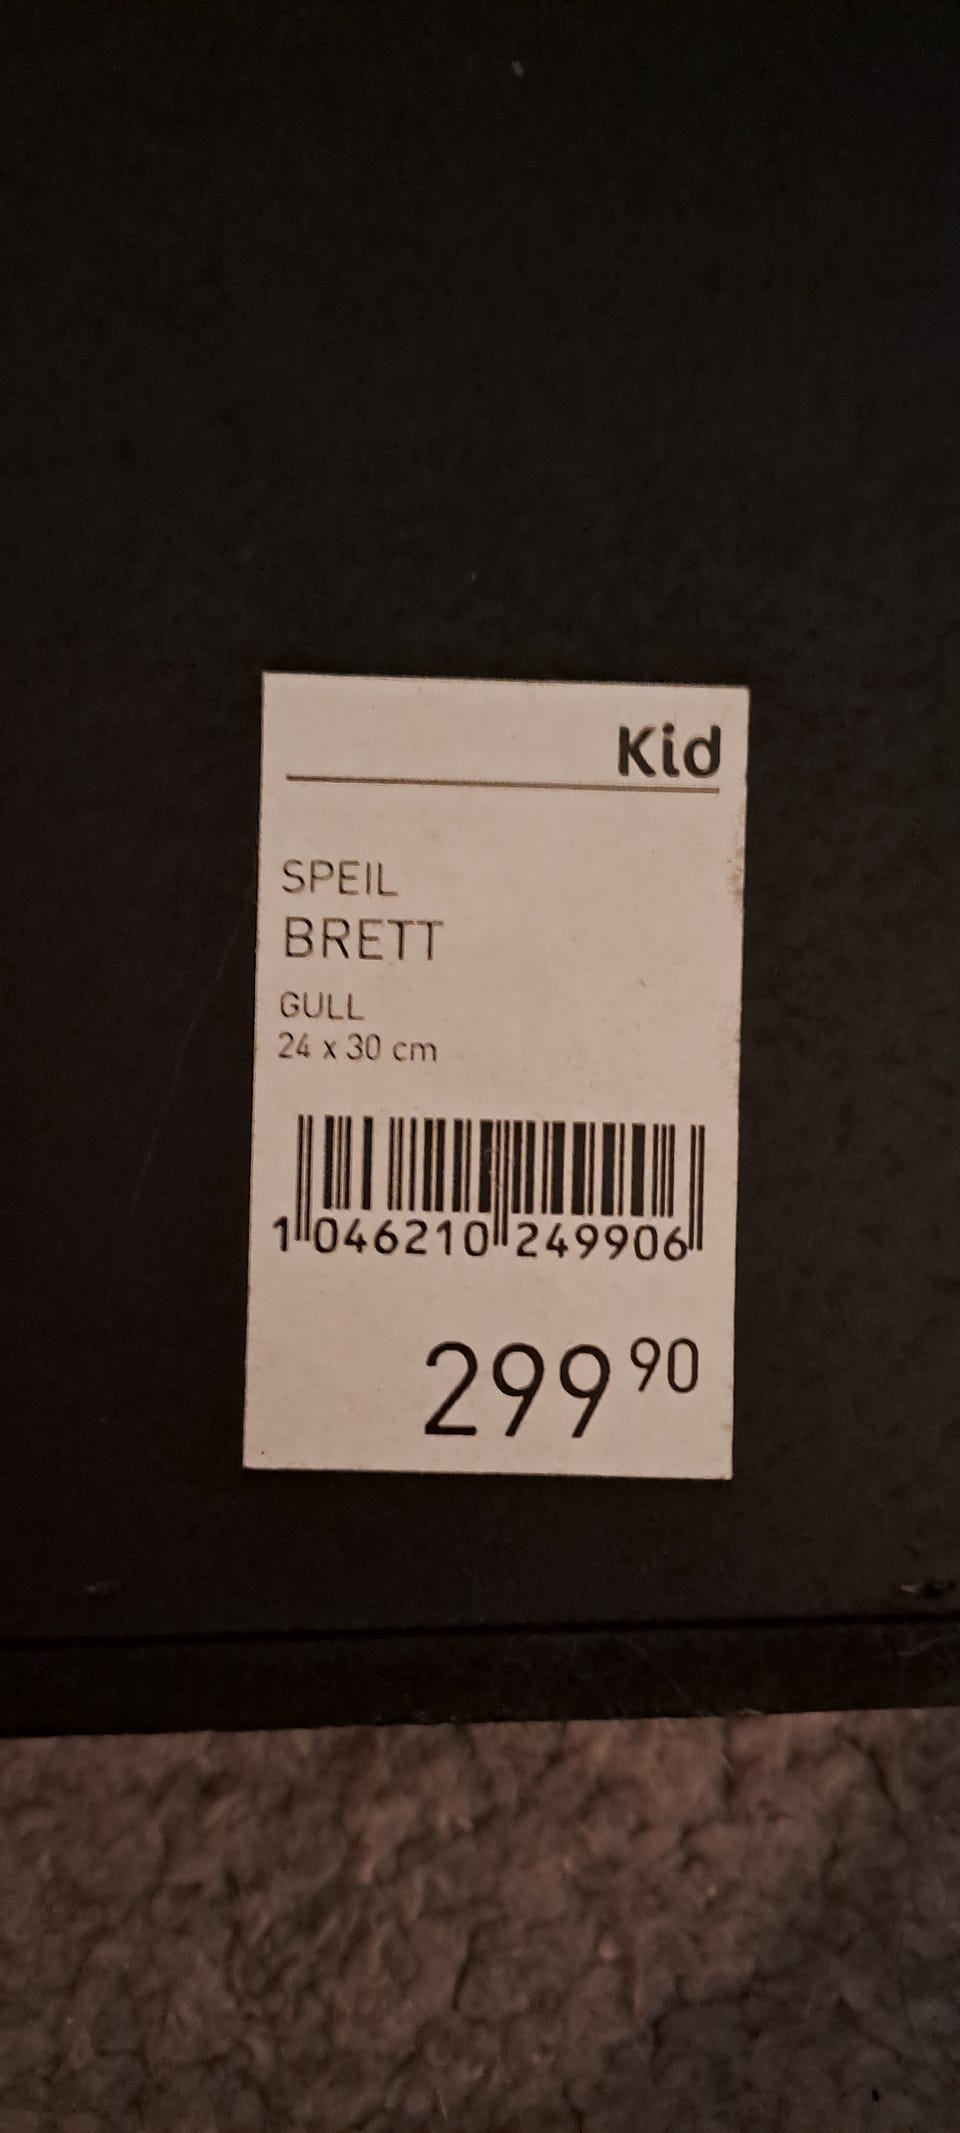 Kid
SPEIL
BRETT
GULL
24 x 30 cm
1 046210 249906
299 90